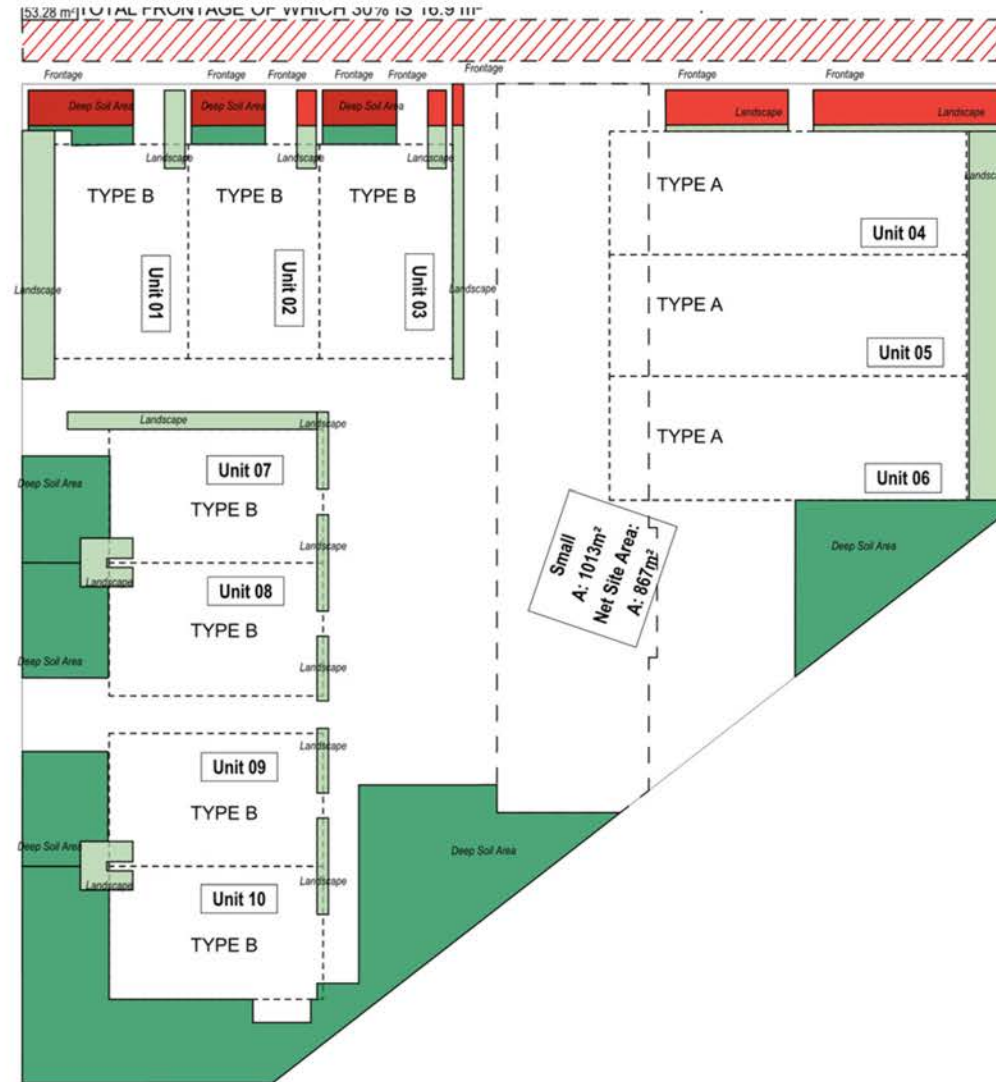 53.28 m² TOTAL FRONTAGE OF WHICH 30% IS 16.9 m²
Frontage
Frontage
Frontage
Frontage
Frontage
Frontage
Frontage
Frontage
Deep Soil Area
Deep Soil Area
Deep Soil Area
Landscape
Landscape
Landscape
Landscape
Landscape
TYPE B
TYPE B
TYPE B
TYPE A
Unit 04
Unit 01
Unit 02
Unit 03
Landscape
Landscape
TYPE A
Unit 05
TYPE A
Unit 06
Landscape
Landscape
Unit 07
Deep Soil Area
TYPE B
Landscape
Landscape
Unit 08
TYPE B
Deep Soil Area
Landscape
Small
A: 1013m²
Net Site Area:
A: 867m²
Deep Soil Area
Landscape
Unit 09
TYPE B
Deep Soil Area
Deep Soil Area
Landscape
Landscape
Unit 10
TYPE B